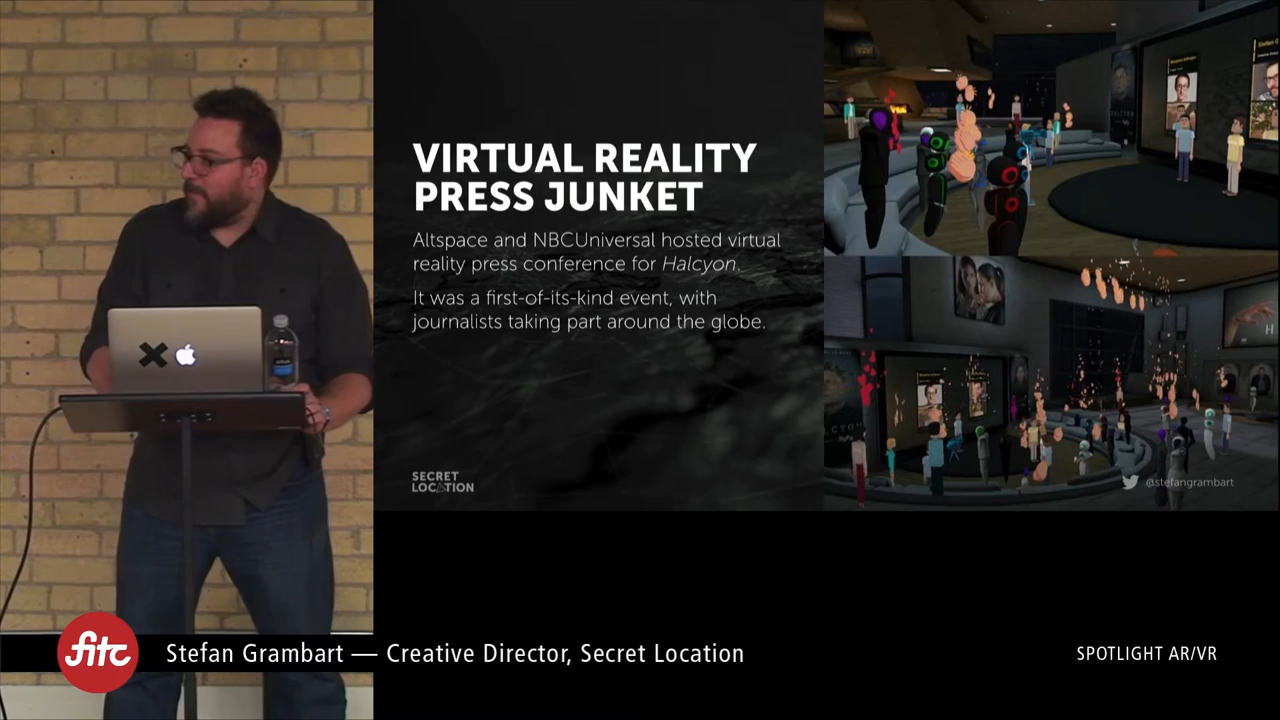 VIRTUAL REALITY
PRESS JUNKET
Altspace and NBCUniversal hosted virtual
reality press conference for Halcyon.
It was a first-of-its-kind event, with
journalists taking part around the globe.
SECRET
LOCATION
@stefangrambart
fitc
Stefan Grambart — Creative Director, Secret Location
SPOTLIGHT AR/VR